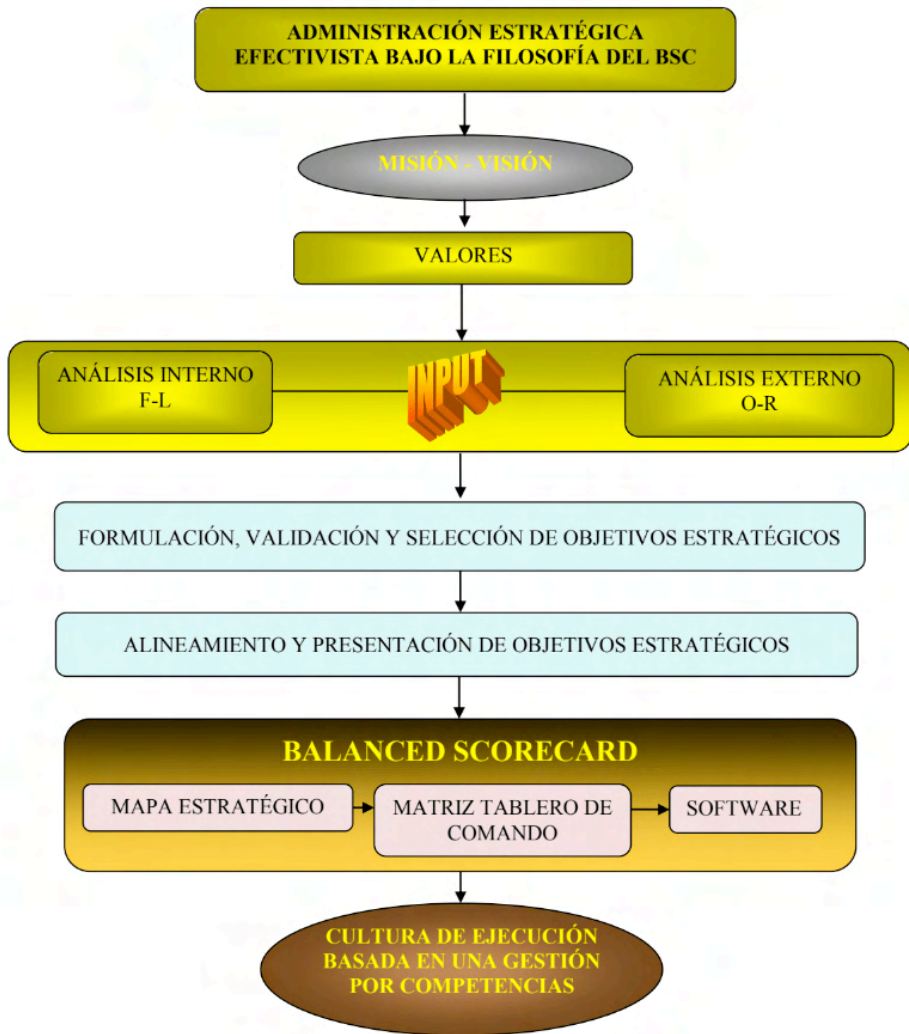 ADMINISTRACIÓN ESTRATÉGICA
EFECTIVISTA BAJO LA FILOSOFÍA DEL BSC
MISIÓN - VISIÓN
VALORES
ANÁLISIS INTERNO
F-L
INPUT
ANÁLISIS EXTERNO
O-R
FORMULACIÓN, VALIDACIÓN Y SELECCIÓN DE OBJETIVOS ESTRATÉGICOS
ALINEAMIENTO Y PRESENTACIÓN DE OBJETIVOS ESTRATÉGICOS
BALANCED SCORECARD
MAPA ESTRATÉGICO
MATRIZ TABLERO DE
COMANDO
SOFTWARE
CULTURA DE EJECUCIÓN
BASADA EN UNA GESTIÓN
POR COMPETENCIAS